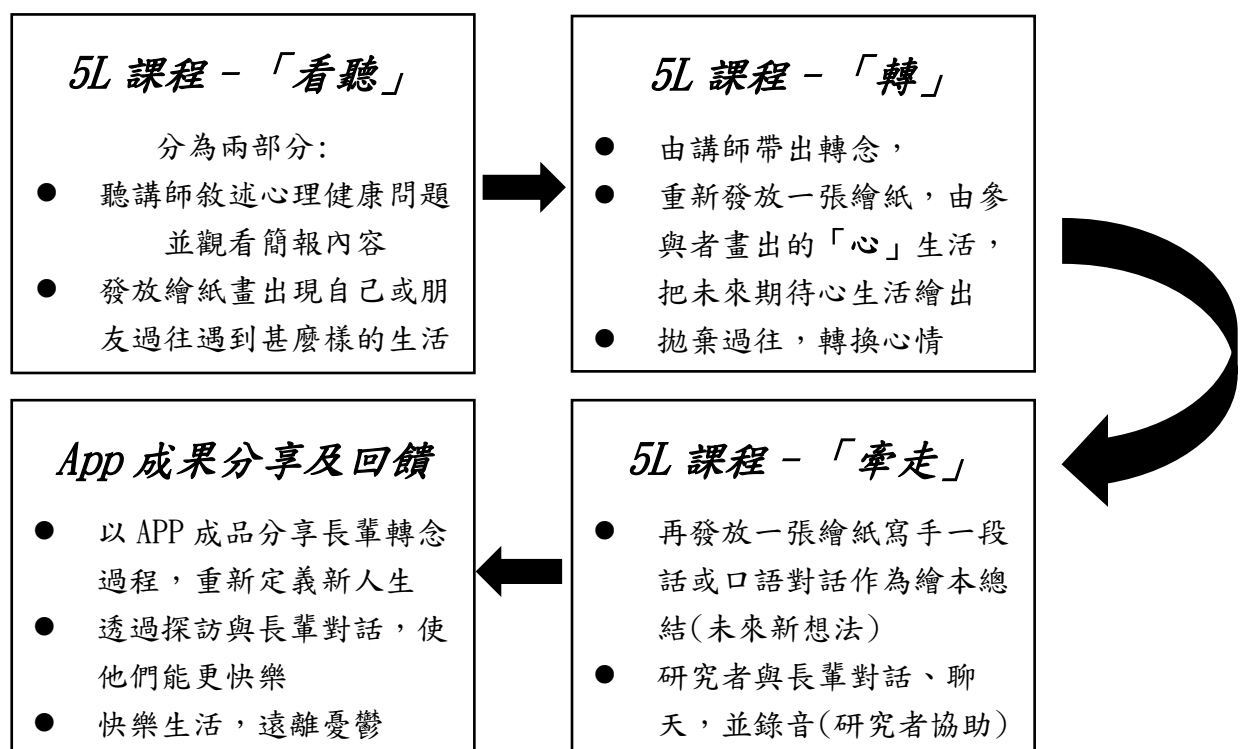 5L 課程–「看聽」
分為兩部分:
● 聽講師敘述心理健康問題
並觀看簡報內容
● 發放繪紙畫出現自己或朋
友過往遇到甚麼樣的生活
5L 課程–「轉」
● 由講師帶出轉念，
● 重新發放一張繪紙，由參
與者畫出的「心」生活，
把未來期待心生活繪出
● 拋棄過往，轉換心情
5L 課程–「牽走」
● 再發放一張繪紙寫手一段
話或口語對話作為繪本總
結(未來新想法)
● 研究者與長輩對話、聊
天，並錄音(研究者協助)
App 成果分享及回饋
● 以 APP 成品分享長輩轉念
過程，重新定義新人生
● 透過探訪與長輩對話，使
他們能更快樂
● 快樂生活，遠離憂鬱